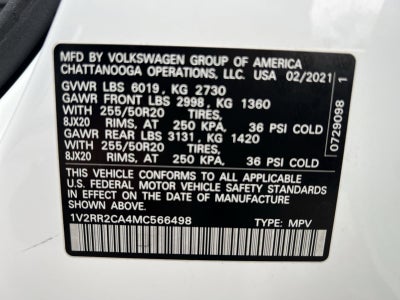 MFD BY VOLKSWAGEN GROUP OF AMERICA
CHATTANOOGA OPERATIONS, LLC. USA 02/2021
GVWR LBS 6019, KG 2730
GAWR FRONT LBS 2998, KG 1360
WITH 255/50R20 TIRES,
8JX20 RIMS, AT 250 KPA, 36 PSI COLD
GAWR REAR LBS 3131, KG 1420
WITH 255/50R20 TIRES,
8JX20 RIMS, AT 250 KPA, 36 PSI COLD
THIS VEHICLE CONFORMS TO ALL APPLICABLE
U.S. FEDERAL MOTOR VEHICLE SAFETY STANDARDS
IN EFFECT ON THE DATE OF MANUFACTURE
SHOWN ABOVE
1V2RR2CA4MC566498 TYPE: MPV
0729098 1